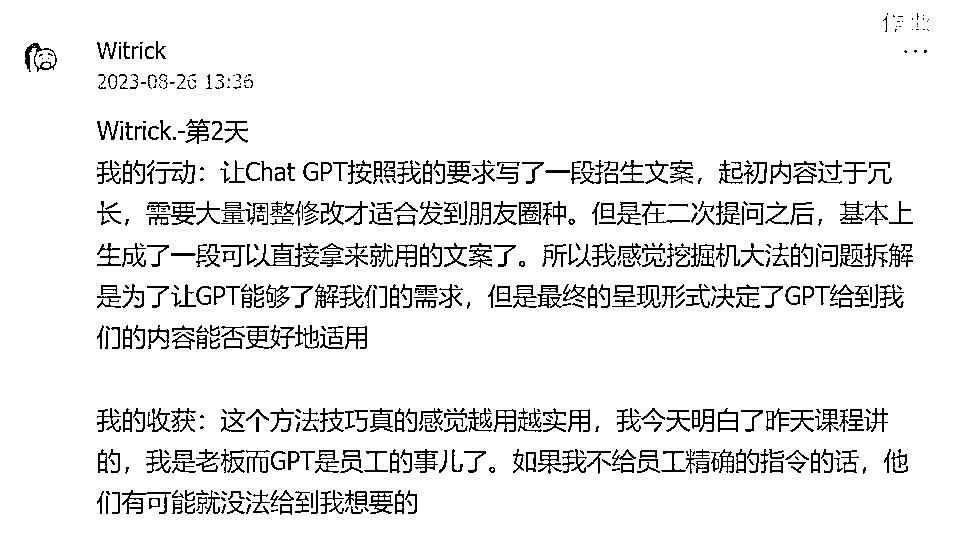 作业
Witrick
2023-08-26 13:36
Witrick.-第2天
我的行动：让Chat GPT按照我的要求写了一段招生文案，起初内容过于冗
长，需要大量调整修改才适合发到朋友圈种。但是在二次提问之后，基本上
生成了一段可以直接拿来就用的文案了。所以我感觉挖掘机大法的问题拆解
是为了让GPT能够了解我们的需求，但是最终的呈现形式决定了GPT给到我
们的内容能否更好地适用
我的收获：这个方法技巧真的感觉越用越实用，我今天明白了昨天课程讲
的，我是老板而GPT是员工的事儿了。如果我不给员工精确的指令的话，他
们有可能就没法给到我想要的